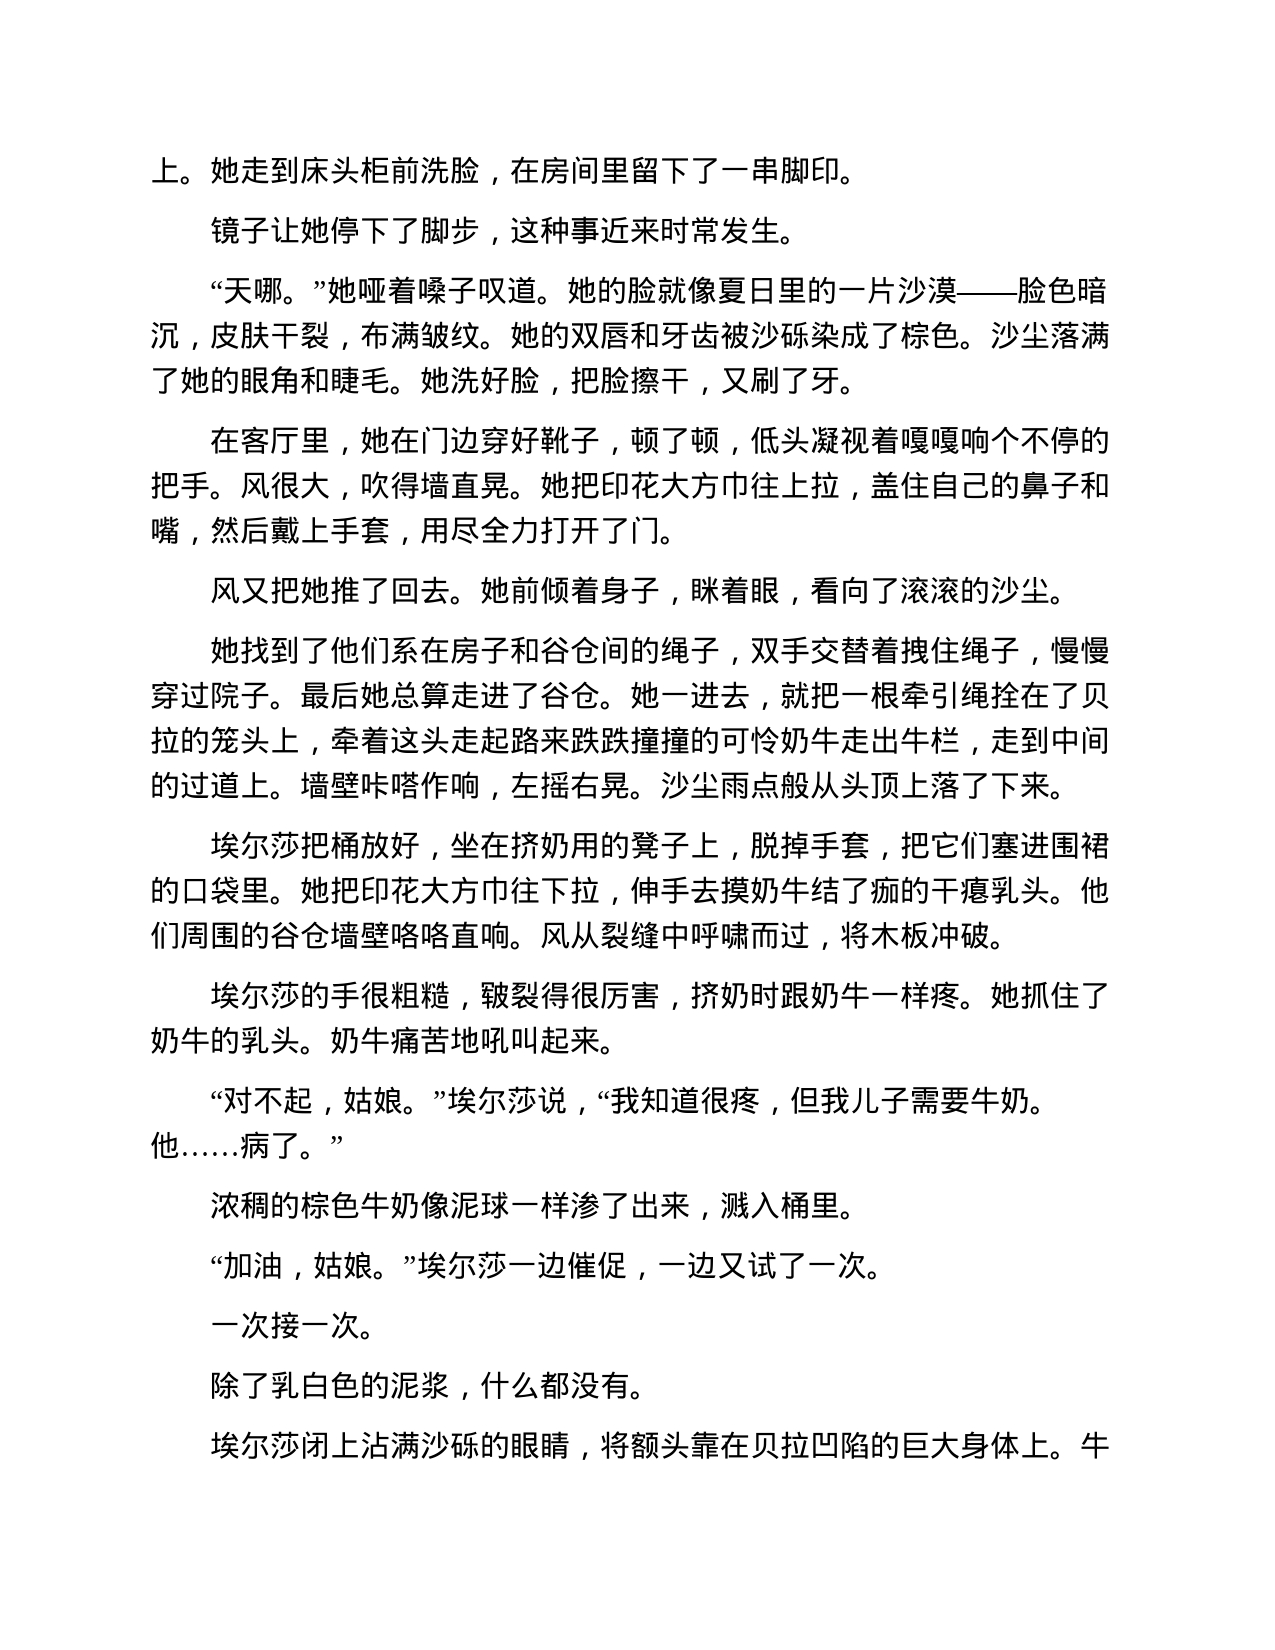 上。她走到床头柜前洗脸，在房间里留下了一串脚印。
镜子让她停下了脚步，这种事近来时常发生。
“天哪。”她哑着嗓子叹道。她的脸就像夏日里的一片沙漠——脸色暗
沉，皮肤干裂，布满皱纹。她的双唇和牙齿被沙砾染成了棕色。沙尘落满
了她的眼角和睫毛。她洗好脸，把脸擦干，又刷了牙。
在客厅里，她在门边穿好靴子，顿了顿，低头凝视着嘎嘎响个不停的
把手。风很大，吹得墙直晃。她把印花大方巾往上拉，盖住自己的鼻子和
嘴，然后戴上手套，用尽全力打开了门。
风又把她推了回去。她前倾着身子，眯着眼，看向了滚滚的沙尘。
她找到了他们系在房子和谷仓间的绳子，双手交替着拽住绳子，慢慢
穿过院子。最后她总算走进了谷仓。她一进去，就把一根牵引绳拴在了贝
拉的笼头上，牵着这头走起路来跌跌撞撞的可怜奶牛走出牛栏，走到中间
的过道上。墙壁咔嗒作响，左摇右晃。沙尘雨点般从头顶上落了下来。
埃尔莎把桶放好，坐在挤奶用的凳子上，脱掉手套，把它们塞进围裙
的口袋里。她把印花大方巾往下拉，伸手去摸奶牛结了痂的干瘪乳头。他
们周围的谷仓墙壁咯咯直响。风从裂缝中呼啸而过，将木板冲破。
埃尔莎的手很粗糙，皲裂得很厉害，挤奶时跟奶牛一样疼。她抓住了
奶牛的乳头。奶牛痛苦地吼叫起来。
“对不起，姑娘。”埃尔莎说，“我知道很疼，但我儿子需要牛奶。
他……病了。”
浓稠的棕色牛奶像泥球一样渗了出来，溅入桶里。
“加油，姑娘。”埃尔莎一边催促，一边又试了一次。
一次接一次。
除了乳白色的泥浆，什么都没有。
埃尔莎闭上沾满沙砾的眼睛，将额头靠在贝拉凹陷的巨大身体上。牛